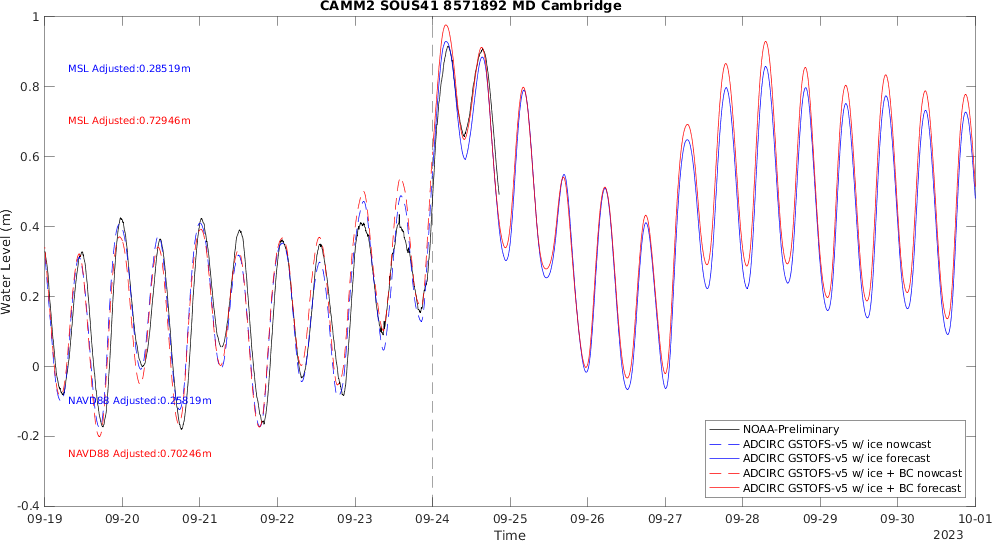 CAMM2 SOUS41 8571892 MD Cambridge
1
0.8
0.6
0.4
0.2
0
-0.2
-0.4
Water Level (m)
MSL Adjusted:0.28519m
MSL Adjusted:0.72946m
NAVD88 Adjusted:0.25819m
NAVD88 Adjusted:0.70246m
NOAA-Preliminary
ADCIRC GSTOFS-v5 w/ ice nowcast
ADCIRC GSTOFS-v5 w/ ice forecast
ADCIRC GSTOFS-v5 w/ ice + BC nowcast
ADCIRC GSTOFS-v5 w/ ice + BC forecast
09-19 09-20 09-21 09-22 09-23 09-24 09-25 09-26 09-27 09-28 09-29 09-30 10-01
Time
2023